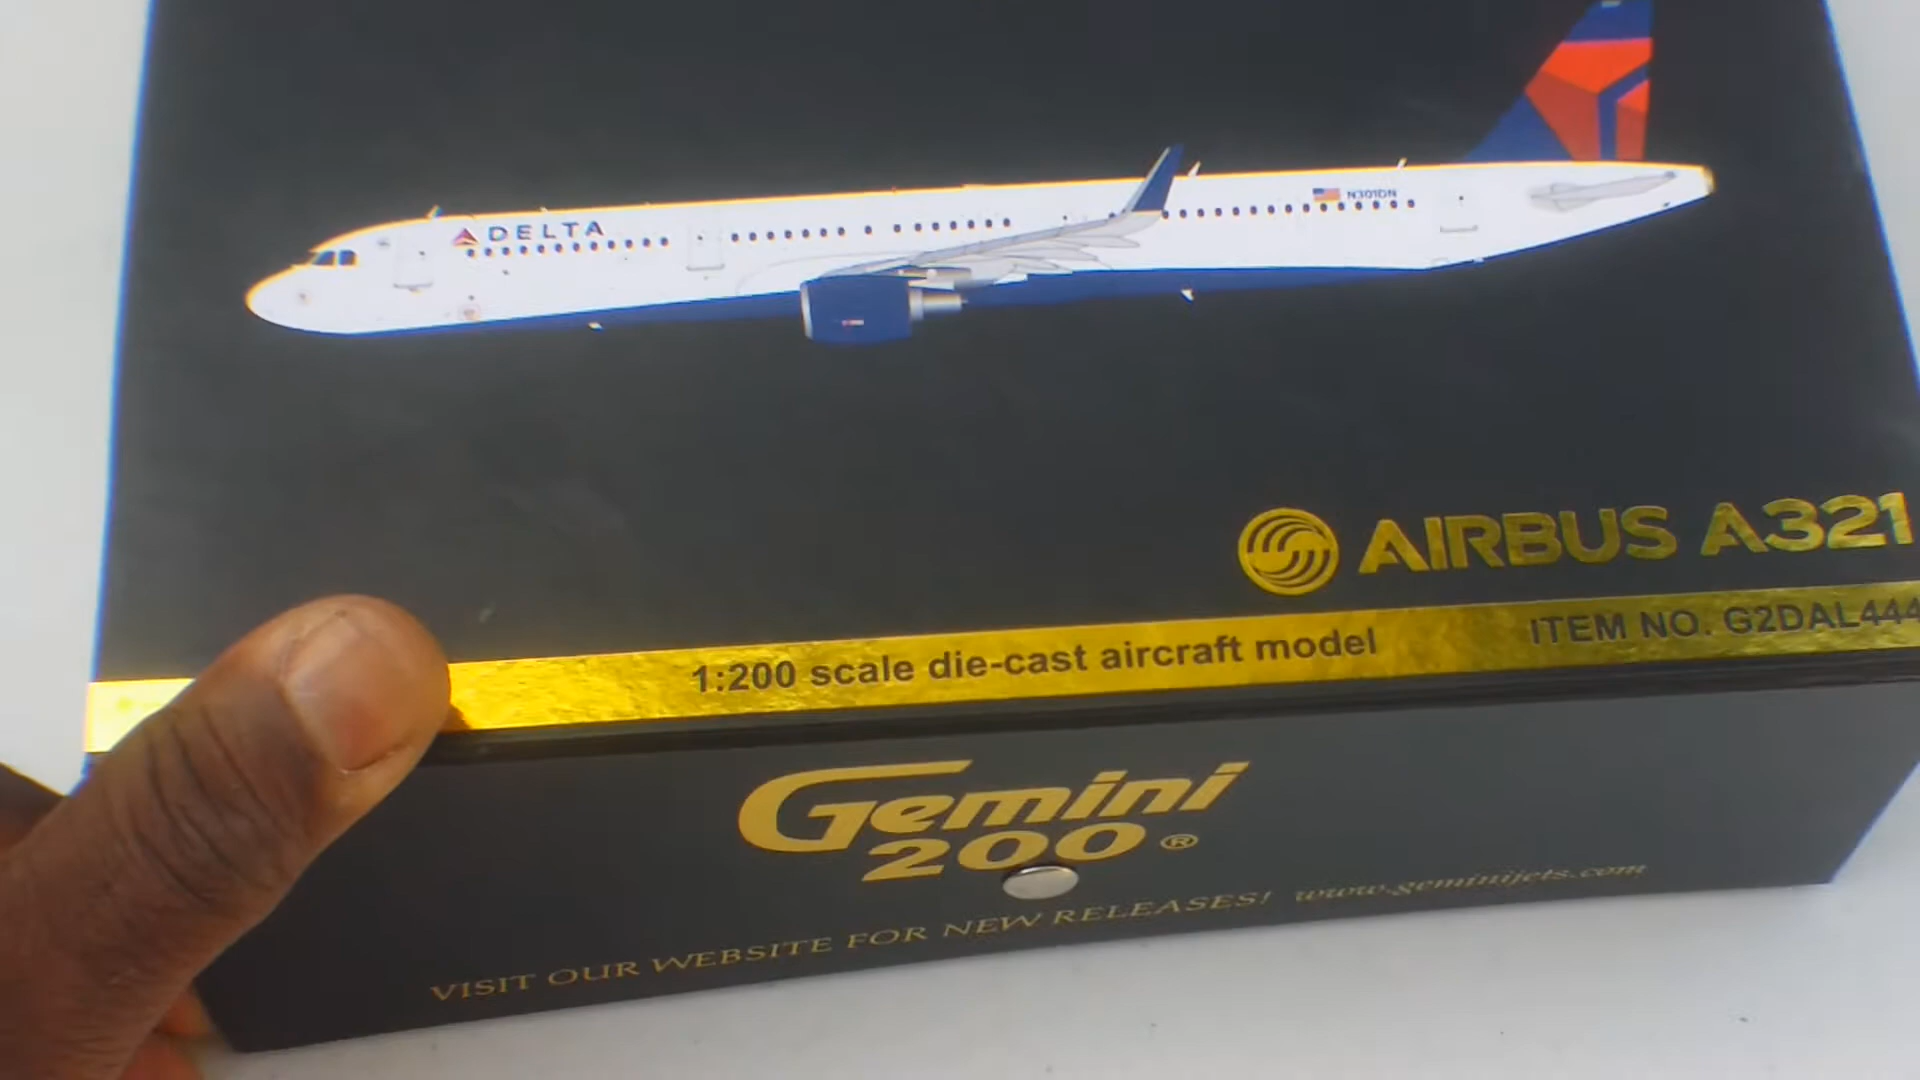 DELTA
N301DN
AIRBUS A321
1:200 scale die-cast aircraft model
ITEM NO. G2DAL444
Gemini
200®
VISIT OUR WEBSITE FOR NEW RELEASES! www.geminijets.com